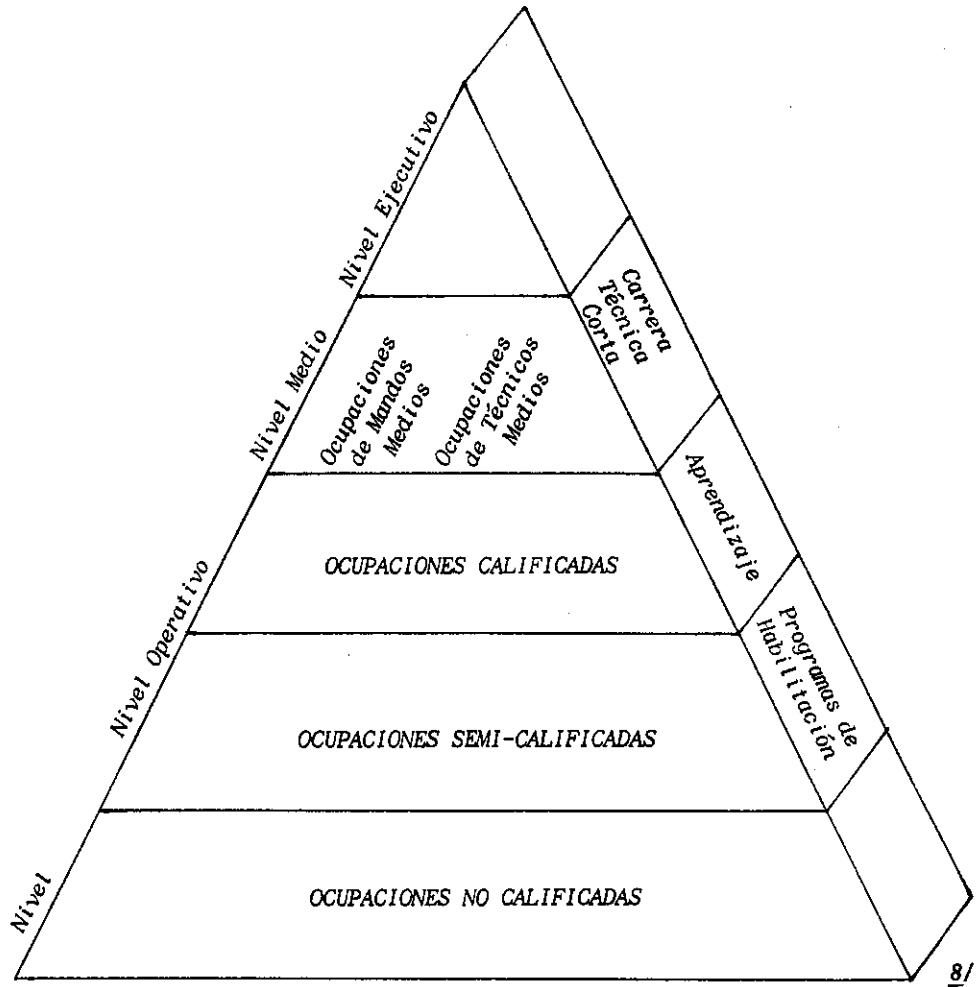 Nivel Ejecutivo
Nivel Medio
Ocupaciones
de Mandos
Medios
Ocupaciones
de Técnicos
Medios
Carrera
Técnica
Corta
Nivel Operativo
OCUPACIONES CALIFICADAS
Aprendizaje
OCUPACIONES SEMI-CALIFICADAS
Programas de
Habilitación
Nivel
OCUPACIONES NO CALIFICADAS
8/